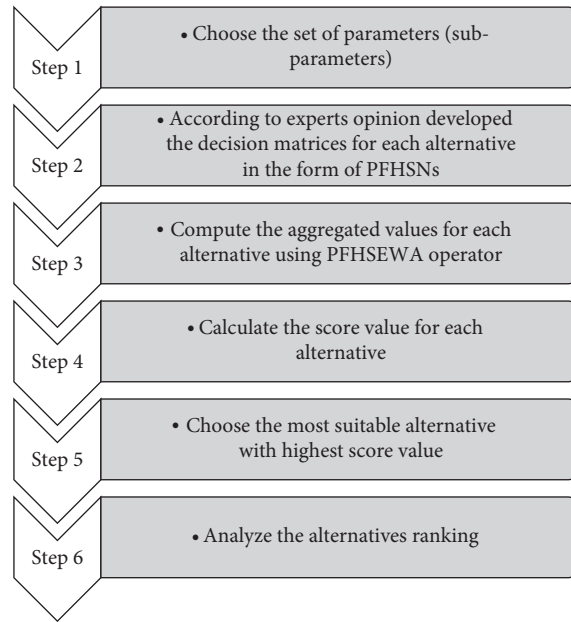 Step 1
• Choose the set of parameters (sub-
parameters)
Step 2
• According to experts opinion developed
the decision matrices for each alternative
in the form of PFHSNs
Step 3
• Compute the aggregated values for each
alternative using PFHSEWA operator
Step 4
• Calculate the score value for each
alternative
Step 5
• Choose the most suitable alternative
with highest score value
Step 6
• Analyze the alternatives ranking